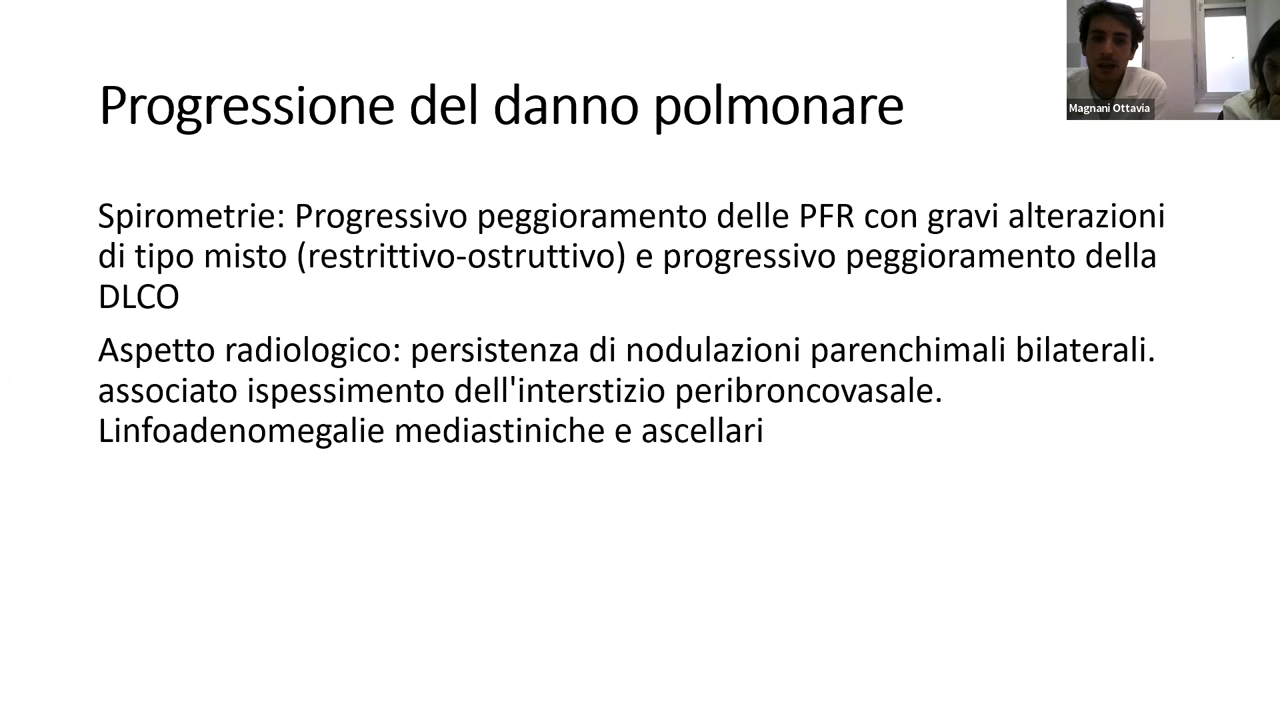 Progressione del danno polmonare
Magnani Ottavia
Spirometrie: Progressivo peggioramento delle PFR con gravi alterazioni
di tipo misto (restrittivo-ostruttivo) e progressivo peggioramento della
DLCO
Aspetto radiologico: persistenza di nodulazioni parenchimali bilaterali.
associato ispessimento dell'interstizio peribroncovasale.
Linfoadenomegalie mediastiniche e ascellari